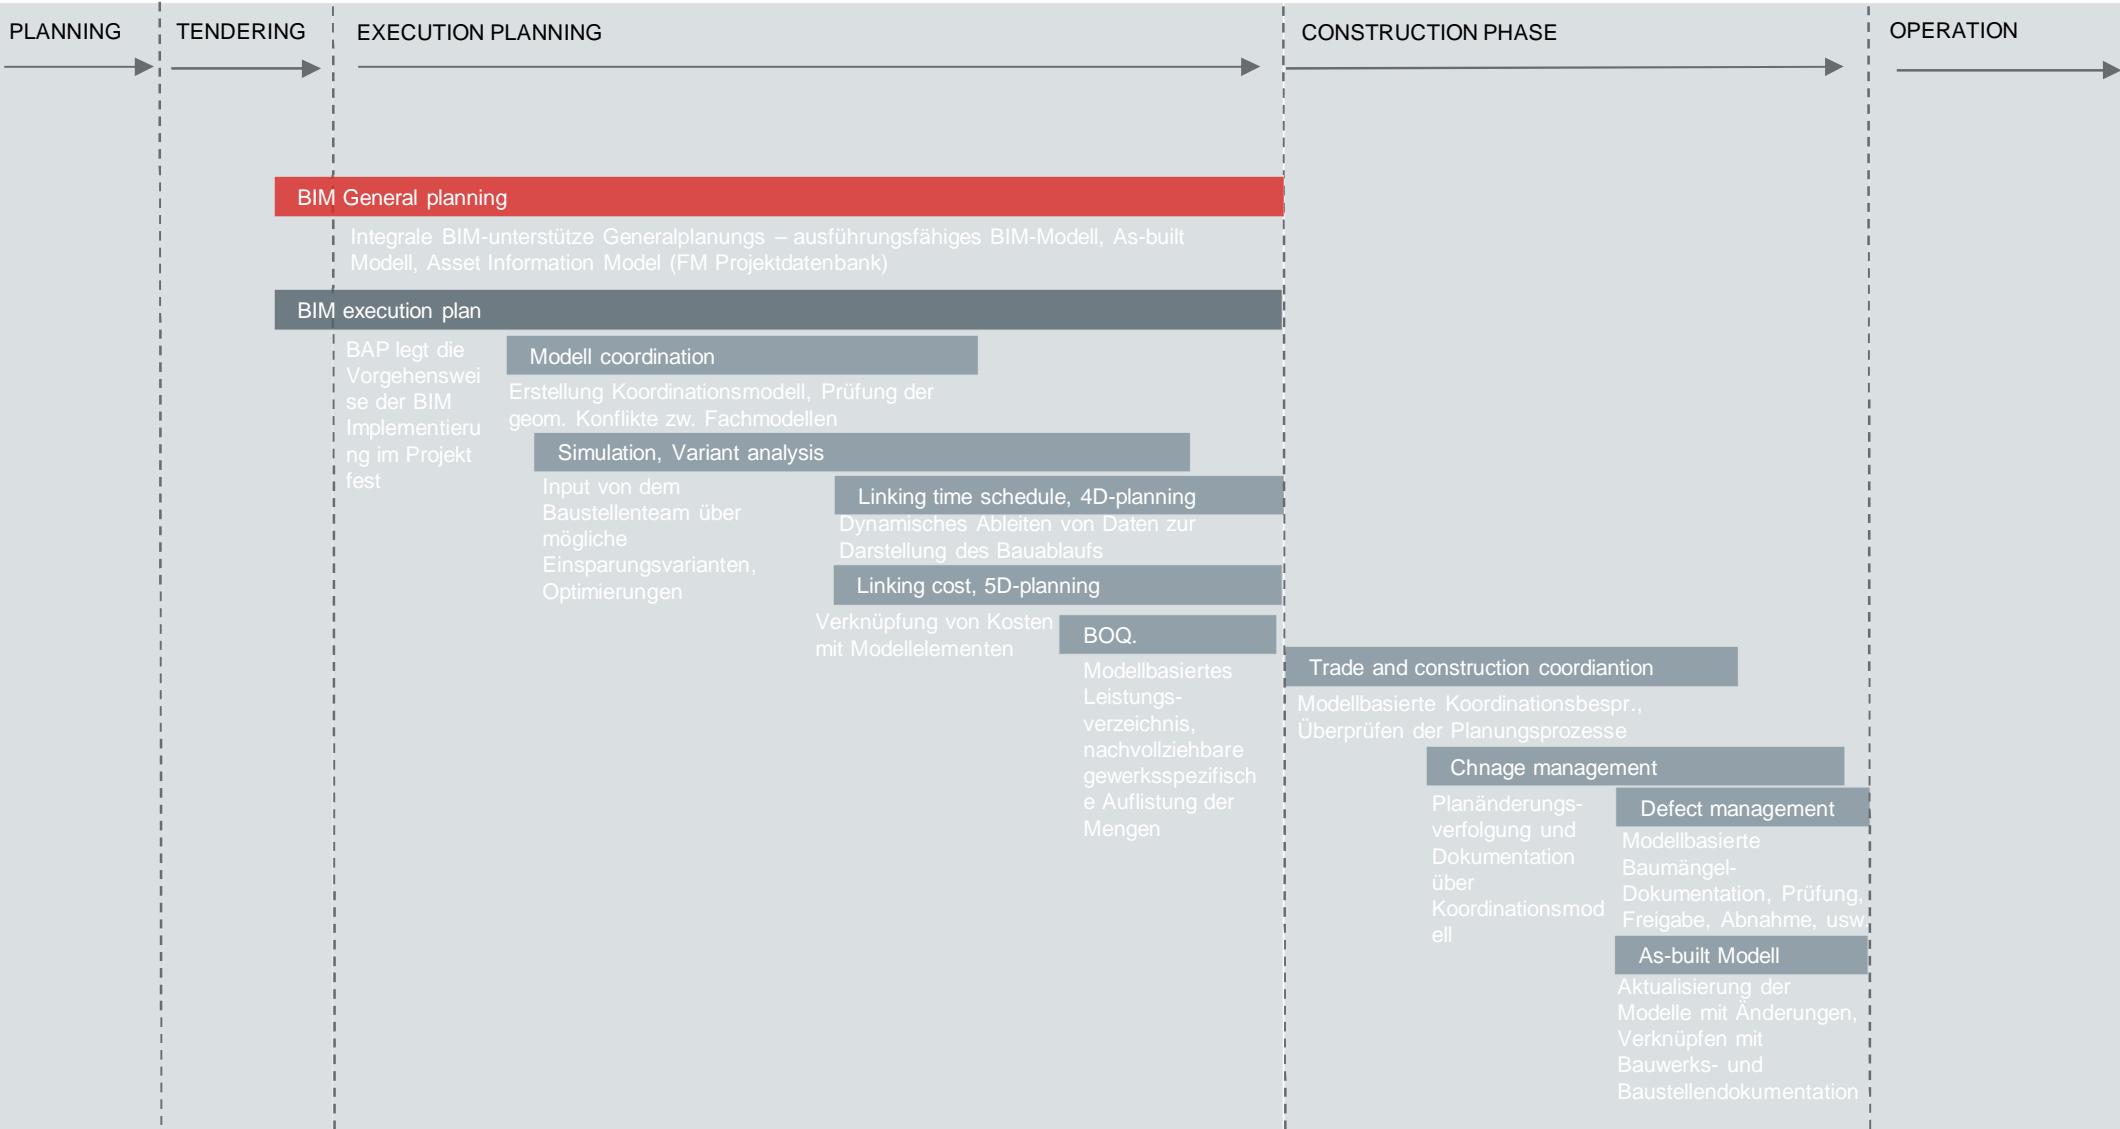 PLANNING
TENDERING
EXECUTION PLANNING
CONSTRUCTION PHASE
OPERATION
BIM General planning
Integrale BIM-unterstütze Generalplanungs – ausführungsfähiges BIM-Modell, As-built
Modell, Asset Information Model (FM Projektdatenbank)
BIM execution plan
BAP legt die
Vorgehenswei
se der BIM
Implementieru
ng im Projekt
fest
Modell coordination
Erstellung Koordinationsmodell, Prüfung der
geom. Konflikte zw. Fachmodellen
Simulation, Variant analysis
Input von dem
Baustellenteam über
mögliche
Einsparungsvarianten,
Optimierungen
Linking time schedule, 4D-planning
Dynamisches Ableiten von Daten zur
Darstellung des Bauablaufs
Linking cost, 5D-planning
Verknüpfung von Kosten
mit Modellelementen
BOQ.
Modellbasiertes
Leistungs-
verzeichnis,
nachvollziehbare
gewerksspezifisch
e Auflistung der
Mengen
Trade and construction coordiantion
Modellbasierte Koordinationsbespr.,
Überprüfen der Planungsprozesse
Chnage management
Planänderungs-
verfolgung und
Dokumentation
über
Koordinationsmod
ell
Defect management
Modellbasierte
Baumängel-
Dokumentation, Prüfung,
Freigabe, Abnahme, usw.
As-built Modell
Aktualisierung der
Modelle mit Änderungen,
Verknüpfen mit
Bauwerks- und
Baustellendokumentation